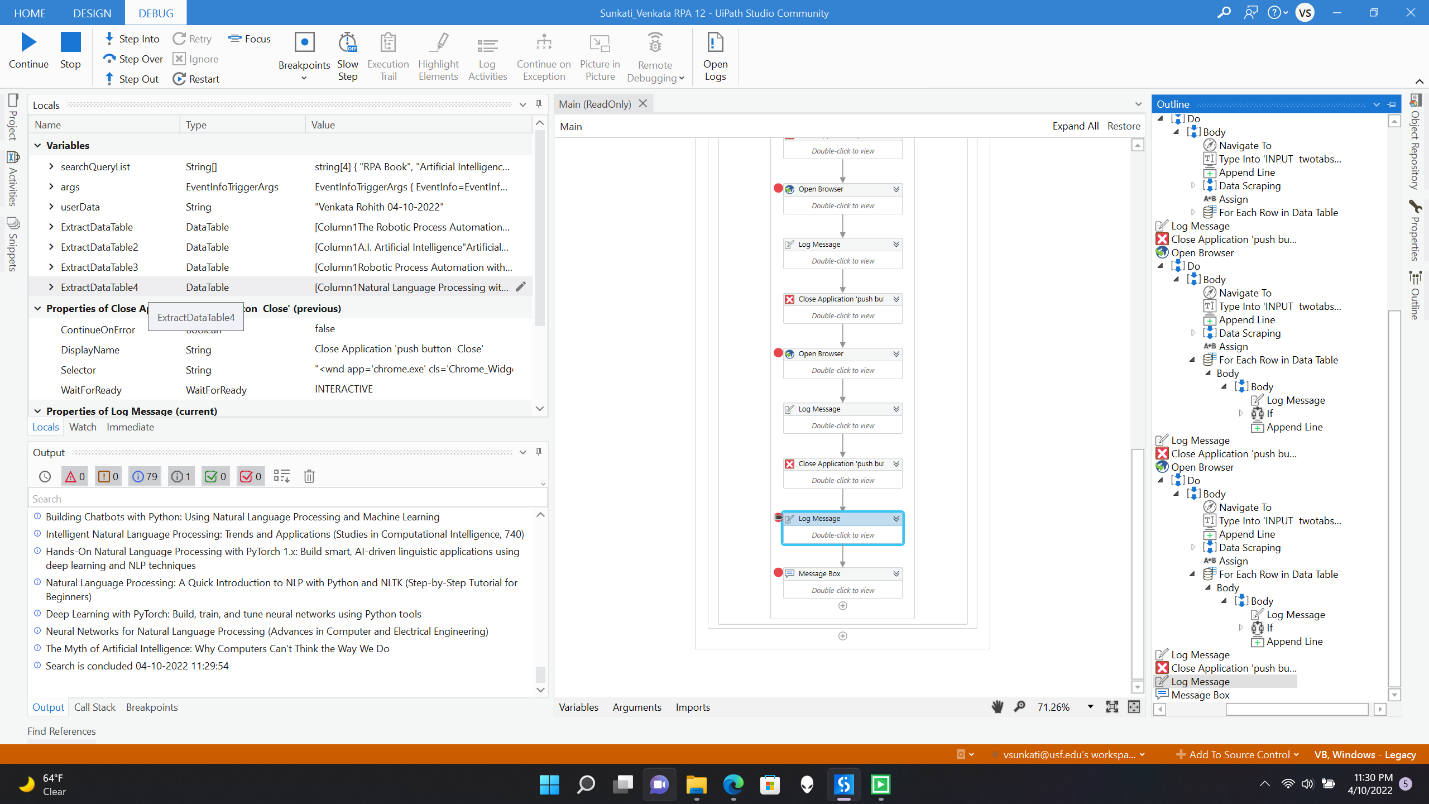 HOME DESIGN DEBUG Sunkati_Venkata RPA 12 - UiPath Studio Community VS
Continue Stop Step Into Step Over Step Out Retry Ignore Restart Focus Breakpoints Slow Step Execution Trail Highlight Elements Log Activities Continue on Exception Picture in Picture Remote Debugging Open Logs
Off
Project
Activities
Snippets
Locals
Name Type Value
Variables
searchQueryList String[] string[4] { "RPA Book", "Artificial Intelligenc...
args EventInfoTriggerArgs EventInfoTriggerArgs { EventInfo=EventInf...
userData String "Venkata Rohith 04-10-2022"
ExtractDataTable DataTable [Column1The Robotic Process Automation...
ExtractDataTable2 DataTable [Column1A.I. Artificial Intelligence"Artificial...
ExtractDataTable3 DataTable [Column1Robotic Process Automation with...
ExtractDataTable4 DataTable [Column1Natural Language Processing wit...
Properties of Close Ap on Close' (previous)
ExtractDataTable4
ContinueOnError Boolean false
DisplayName String Close Application 'push button Close'
Selector String "<wnd app='chrome.exe' cls='Chrome_Widg
WaitForReady WaitForReady INTERACTIVE
Properties of Log Message (current)
Locals Watch Immediate
Output
0 0 79 1 0 0
Search
Building Chatbots with Python: Using Natural Language Processing and Machine Learning
Intelligent Natural Language Processing: Trends and Applications (Studies in Computational Intelligence, 740)
Hands-On Natural Language Processing with PyTorch 1.x: Build smart, AI-driven linguistic applications using
deep learning and NLP techniques
Natural Language Processing: A Quick Introduction to NLP with Python and NLTK (Step-by-Step Tutorial for
Beginners)
Deep Learning with PyTorch: Build, train, and tune neural networks using Python tools
Neural Networks for Natural Language Processing (Advances in Computer and Electrical Engineering)
The Myth of Artificial Intelligence: Why Computers Can't Think the Way We Do
Search is concluded 04-10-2022 11:29:54
Output Call Stack Breakpoints
Find References
Main (ReadOnly)
Main Expand All Restore
Double-click to view
Open Browser
Double-click to view
Log Message
Double-click to view
Close Application 'push bu
Double-click to view
Open Browser
Double-click to view
Log Message
Double-click to view
Close Application 'push bu
Double-click to view
Log Message
Double-click to view
Message Box
Double-click to view
Variables Arguments Imports 71.26%
Outline
Do
Body
Navigate To
Type Into 'INPUT twotabs...
Append Line
Data Scraping
A+B Assign
For Each Row in Data Table
Log Message
Close Application 'push bu...
Open Browser
Do
Body
Navigate To
Type Into 'INPUT twotabs...
Append Line
Data Scraping
A+B Assign
For Each Row in Data Table
Body
Body
Log Message
If
Append Line
Log Message
Close Application 'push bu...
Open Browser
Do
Body
Navigate To
Type Into 'INPUT twotabs...
Append Line
Data Scraping
A+B Assign
For Each Row in Data Table
Body
Body
Log Message
If
Append Line
Log Message
Close Application 'push bu...
Log Message
Message Box
Object Repository
Properties
Outline
vsunkati@usf.edu's workspa... Add To Source Control VB, Windows - Legacy
64°F
Clear
11:30 PM
4/10/2022
5